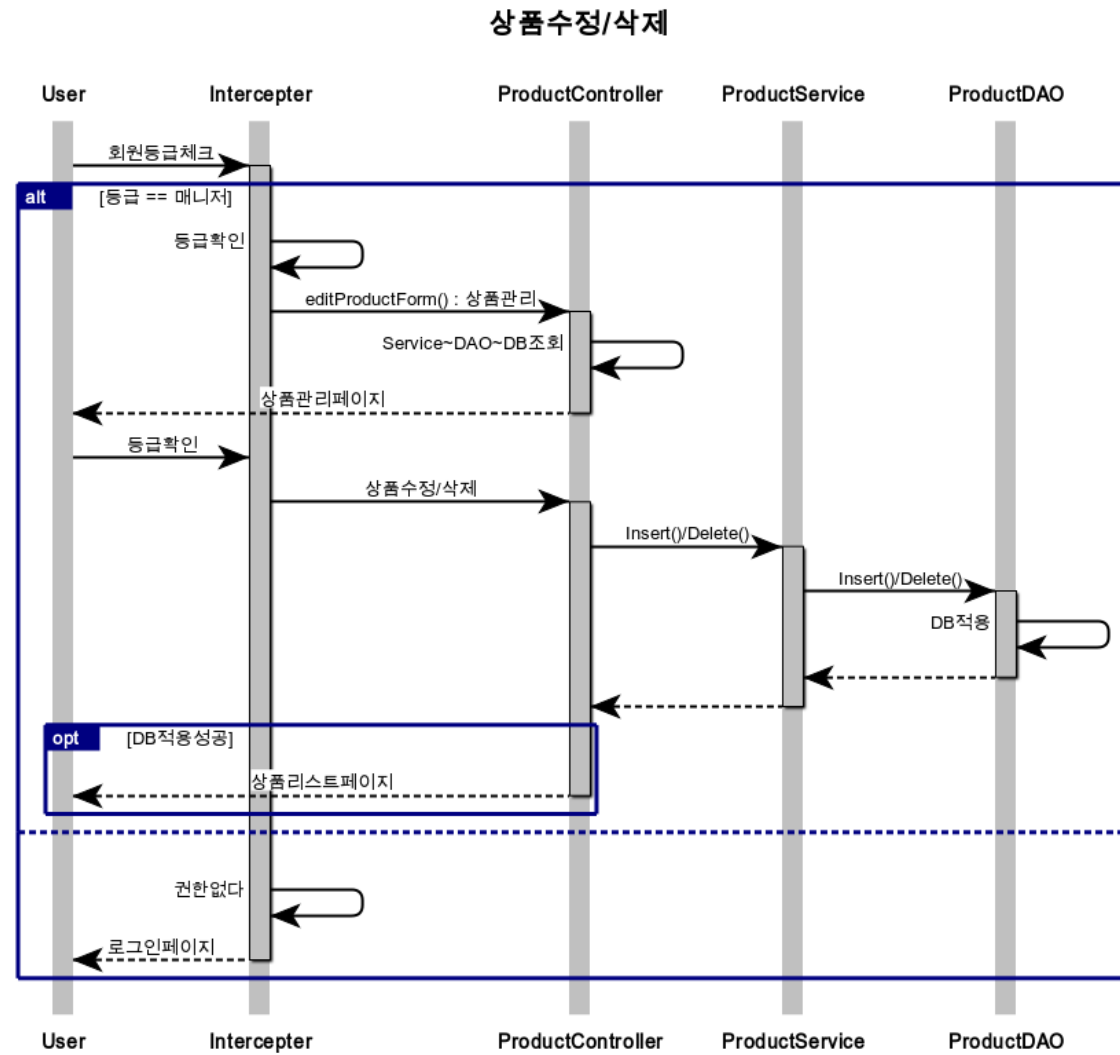 상품수정/삭제
User
Intercepter
ProductController
ProductService
ProductDAO
회원등급체크
alt
[등급 == 매니저]
등급확인
editProductForm() : 상품관리
Service~DAO~DB조회
상품관리페이지
등급확인
상품수정/삭제
Insert()/Delete()
Insert()/Delete()
DB적용
opt
[DB적용성공]
상품리스트페이지
권한없다
로그인페이지
User
Intercepter
ProductController
ProductService
ProductDAO